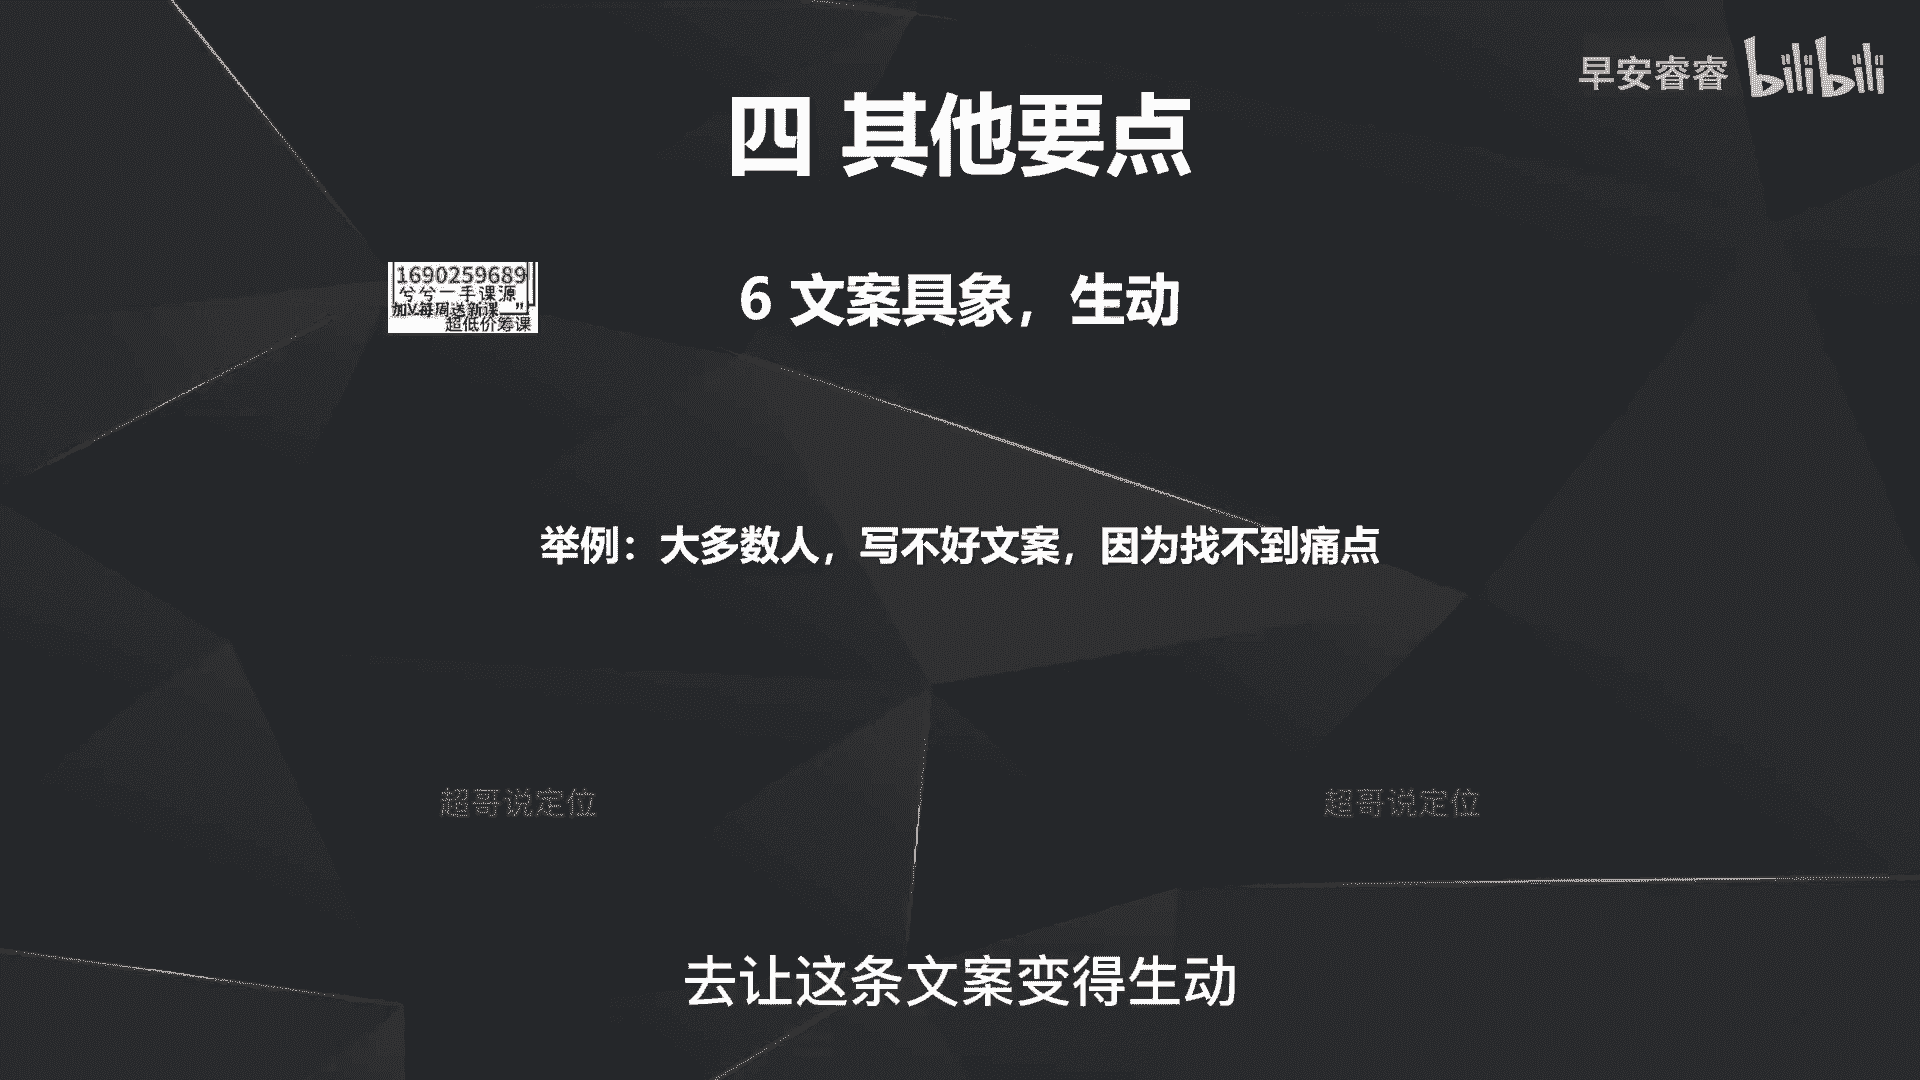 早安睿睿 bilibili
四 其他要点
6 文案具象，生动
1690259689
兮兮一手课源
加V每周送新课
超低价筹课
举例：大多数人，写不好文案，因为找不到痛点
超哥说定位 超哥说定位
去让这条文案变得生动